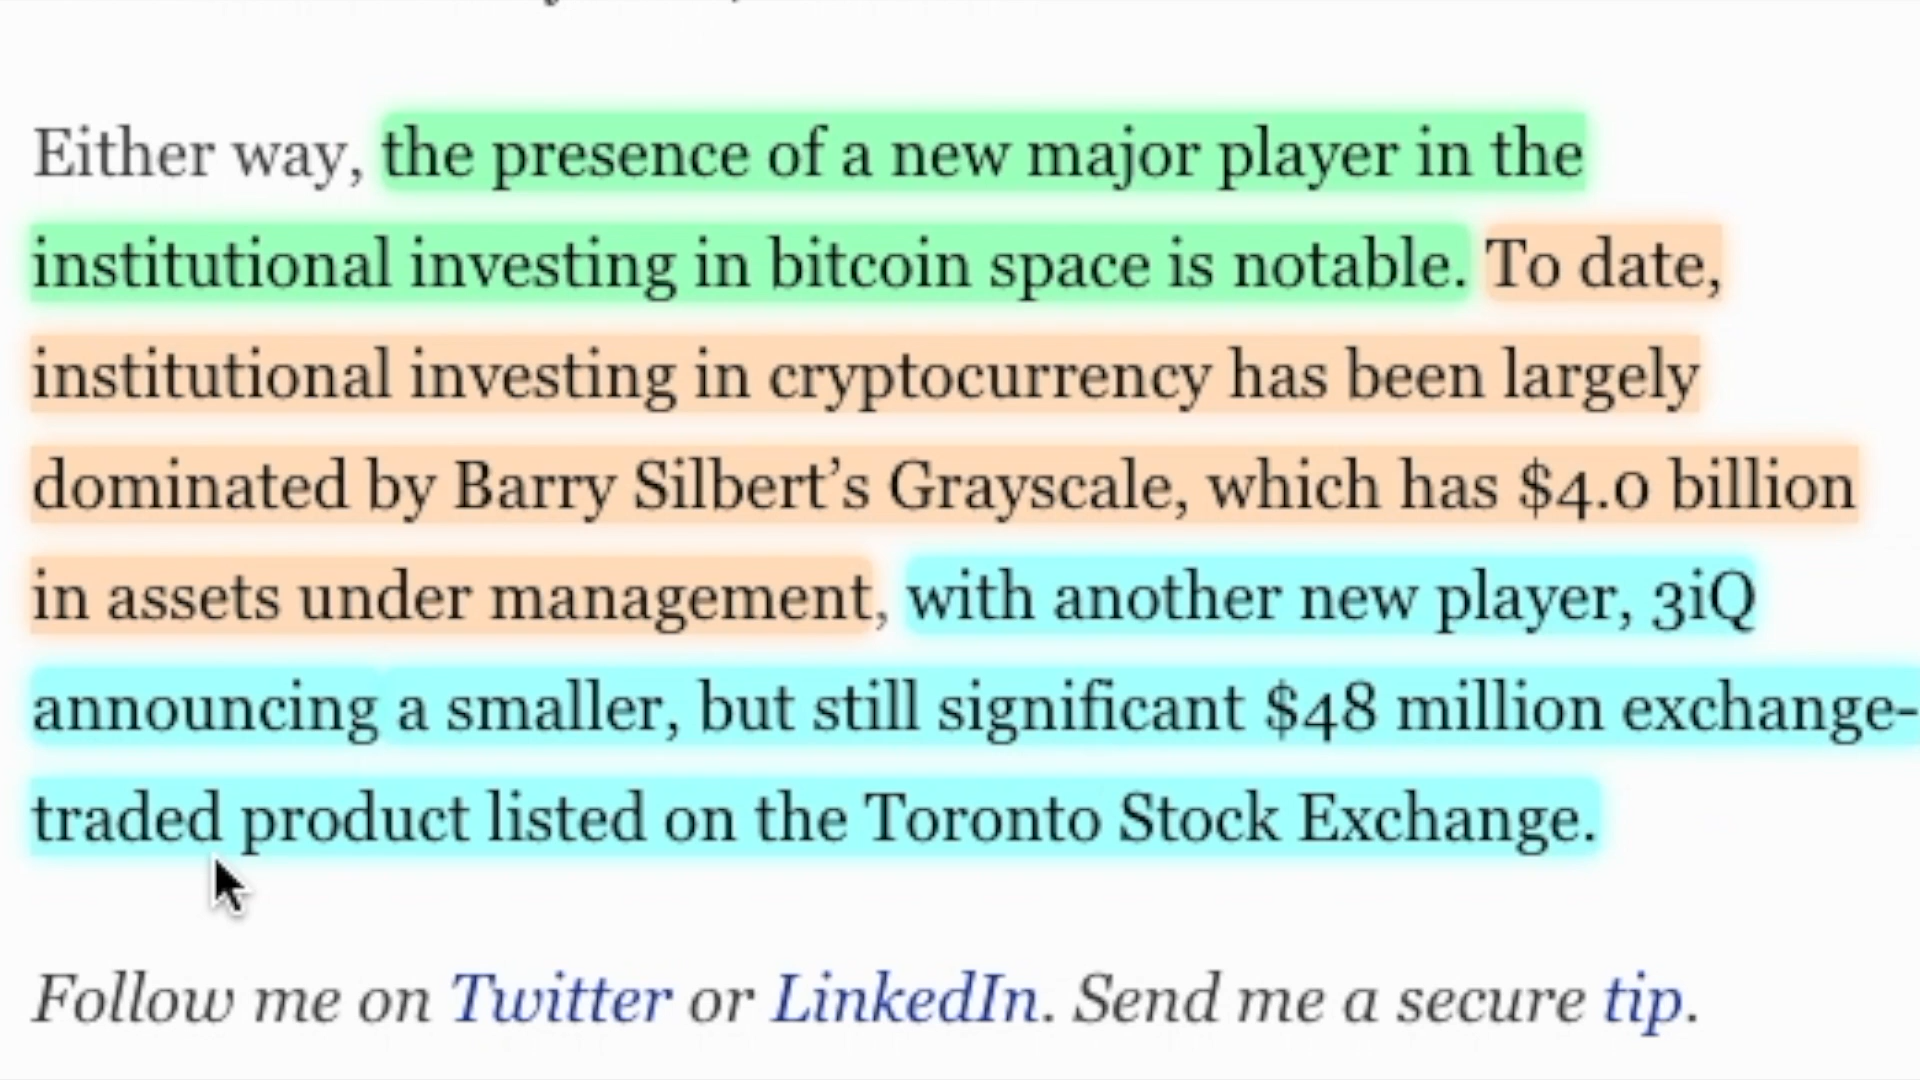 Either way, the presence of a new major player in the
institutional investing in bitcoin space is notable. To date,
institutional investing in cryptocurrency has been largely
dominated by Barry Silbert’s Grayscale, which has $4.0 billion
in assets under management, with another new player, 3iQ
announcing a smaller, but still significant $48 million exchange-
traded product listed on the Toronto Stock Exchange.
Follow me on Twitter or LinkedIn. Send me a secure tip.